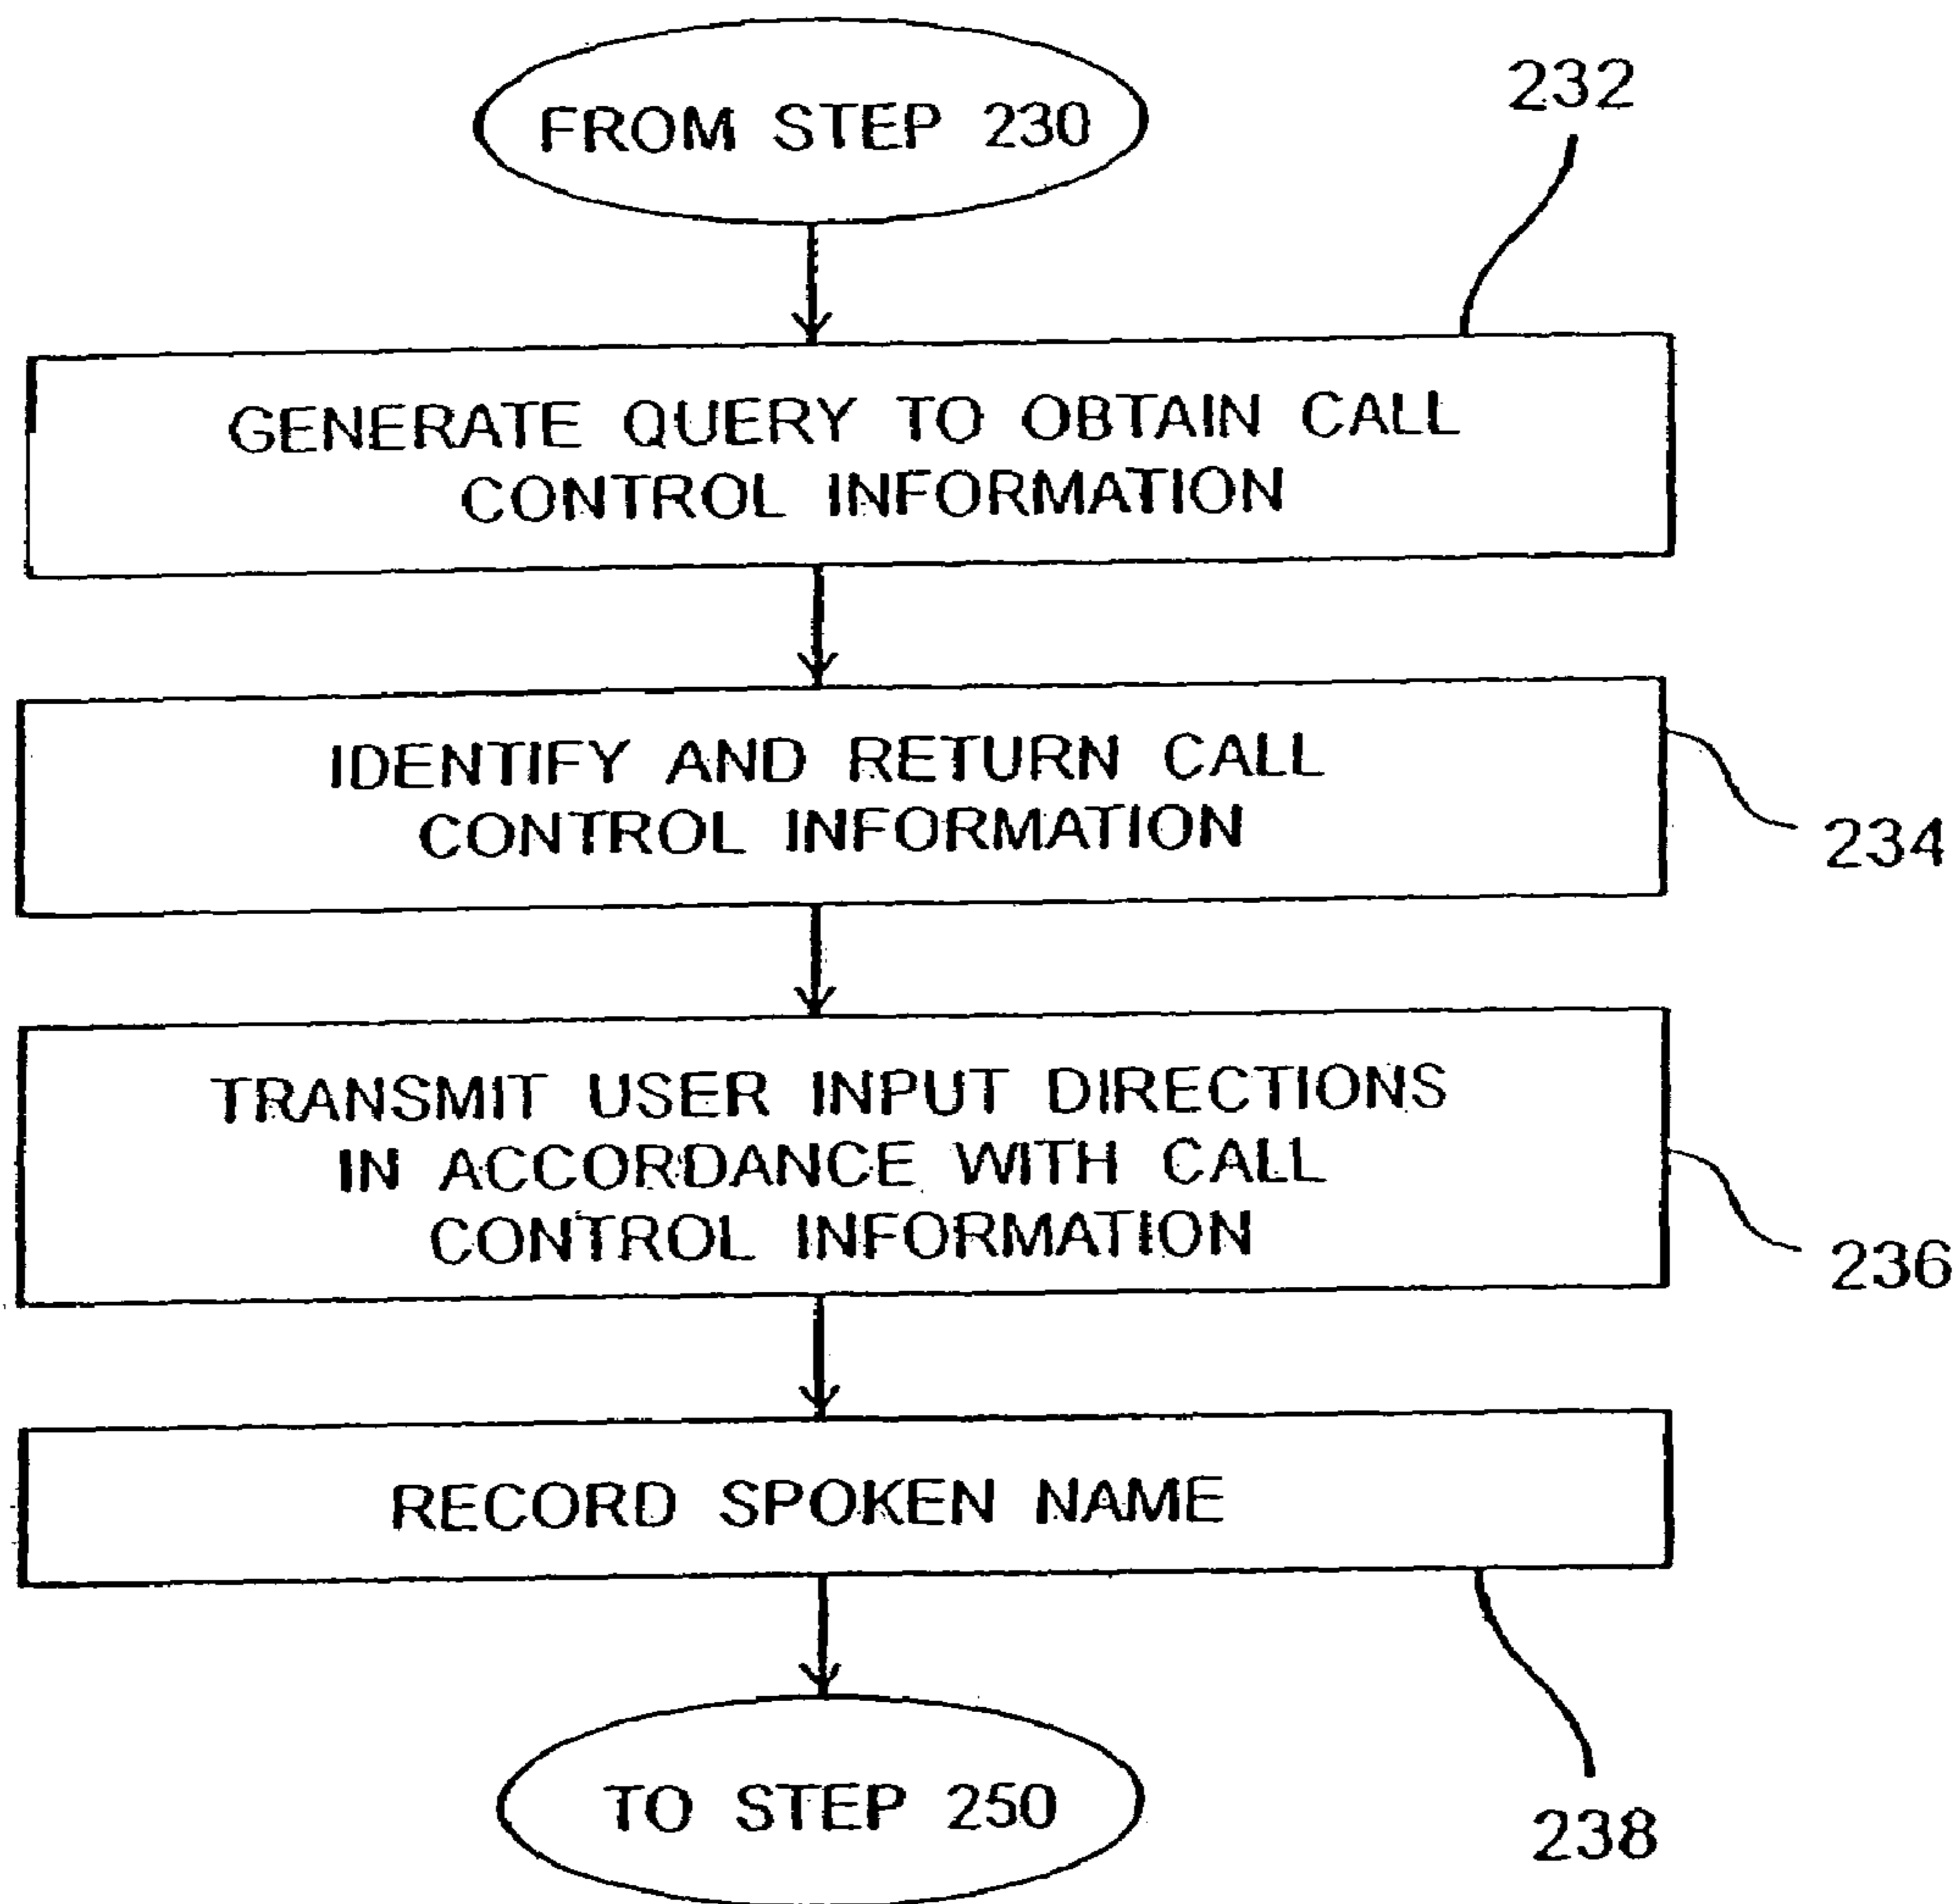 FROM STEP 230
232
GENERATE QUERY TO OBTAIN CALL
CONTROL INFORMATION
IDENTIFY AND RETURN CALL
CONTROL INFORMATION
234
TRANSMIT USER INPUT DIRECTIONS
IN ACCORDANCE WITH CALL
CONTROL INFORMATION
236
RECORD SPOKEN NAME
TO STEP 250
238